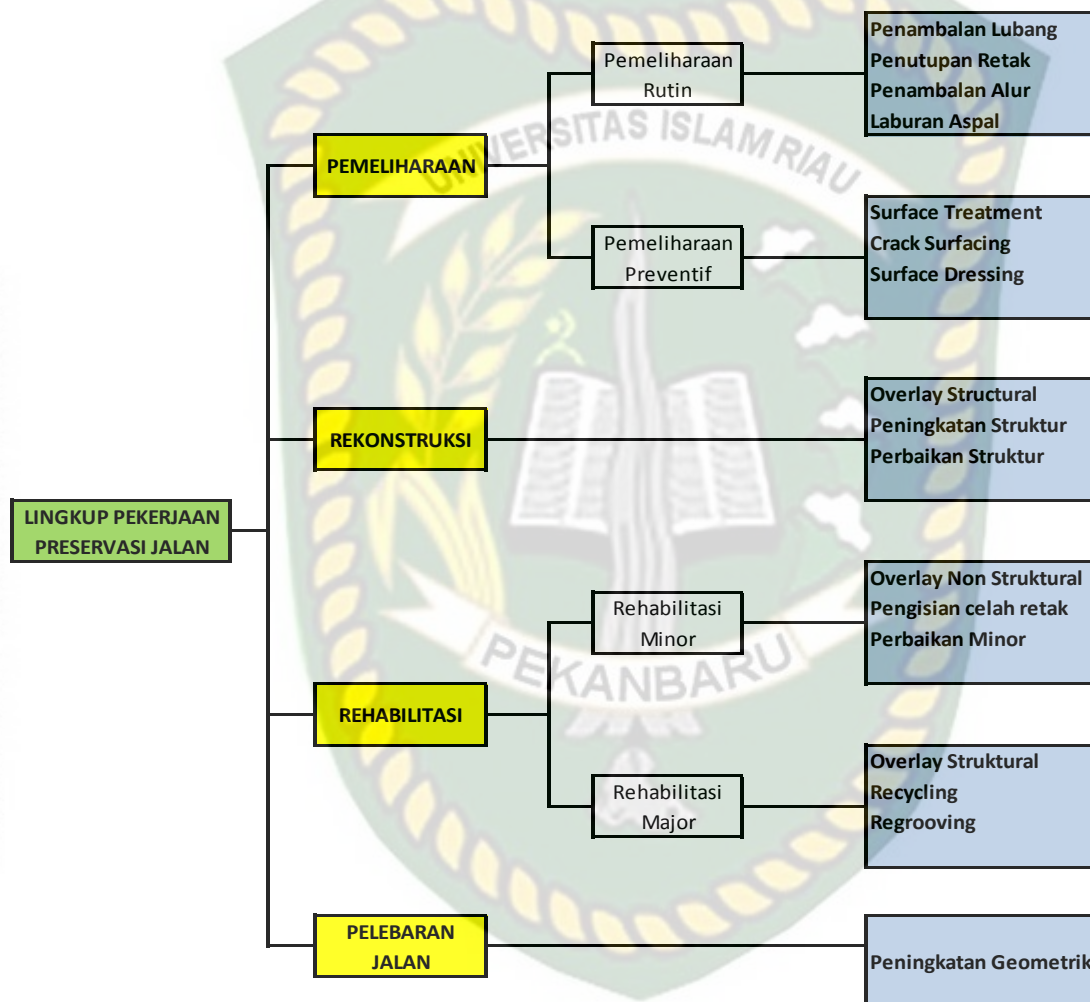 LINGKUP PEKERJAAN
PRESERVASI JALAN
PEMELIHARAAN
Pemeliharaan
Rutin
Penambalan Lubang
Penutupan Retak
Penambalan Alur
Laburan Aspal
Pemeliharaan
Preventif
Surface Treatment
Crack Surfacing
Surface Dressing
REKONSTRUKSI
Overlay Structural
Peningkatan Struktur
Perbaikan Struktur
REHABILITASI
Rehabilitasi
Minor
Overlay Non Struktural
Pengisian celah retak
Perbaikan Minor
Rehabilitasi
Major
Overlay Struktural
Recycling
Regrooving
PELEBARAN
JALAN
Peningkatan Geometrik
UNIVERSITAS ISLAM RIAU
PEKANBARU